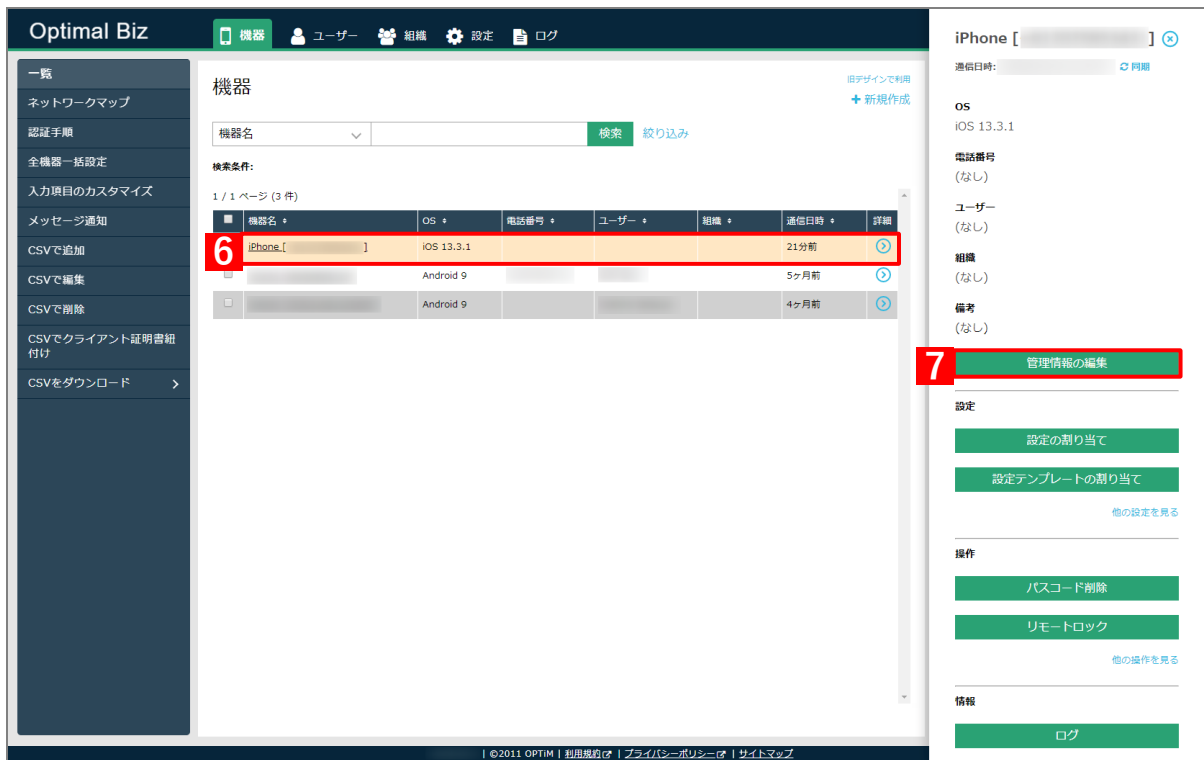 Optimal Biz
機器
ユーザー
組織
設定
ログ
一覧
ネットワークマップ
認証手順
全機器一括設定
入力項目のカスタマイズ
メッセージ通知
CSVで追加
CSVで編集
CSVで削除
CSVでクライアント証明書紐
付け
CSVをダウンロード
機器
旧デザインで利用
+ 新規作成
機器名
検索
絞り込み
検索条件:
1 / 1 ページ (3 件)
機器名 OS 電話番号 ユーザー 組織 通信日時 詳細
6
iPhone [ ] iOS 13.3.1 21分前
Android 9 5ヶ月前
Android 9 4ヶ月前
iPhone [ ]
通信日時: 同期
OS
iOS 13.3.1
電話番号
(なし)
ユーザー
(なし)
組織
(なし)
備考
(なし)
7
管理情報の編集
設定
設定の割り当て
設定テンプレートの割り当て
他の設定を見る
操作
パスコード削除
リモートロック
他の操作を見る
情報
ログ
| ©2011 OPTiM | 利用規約 | プライバシーポリシー | サイトマップ